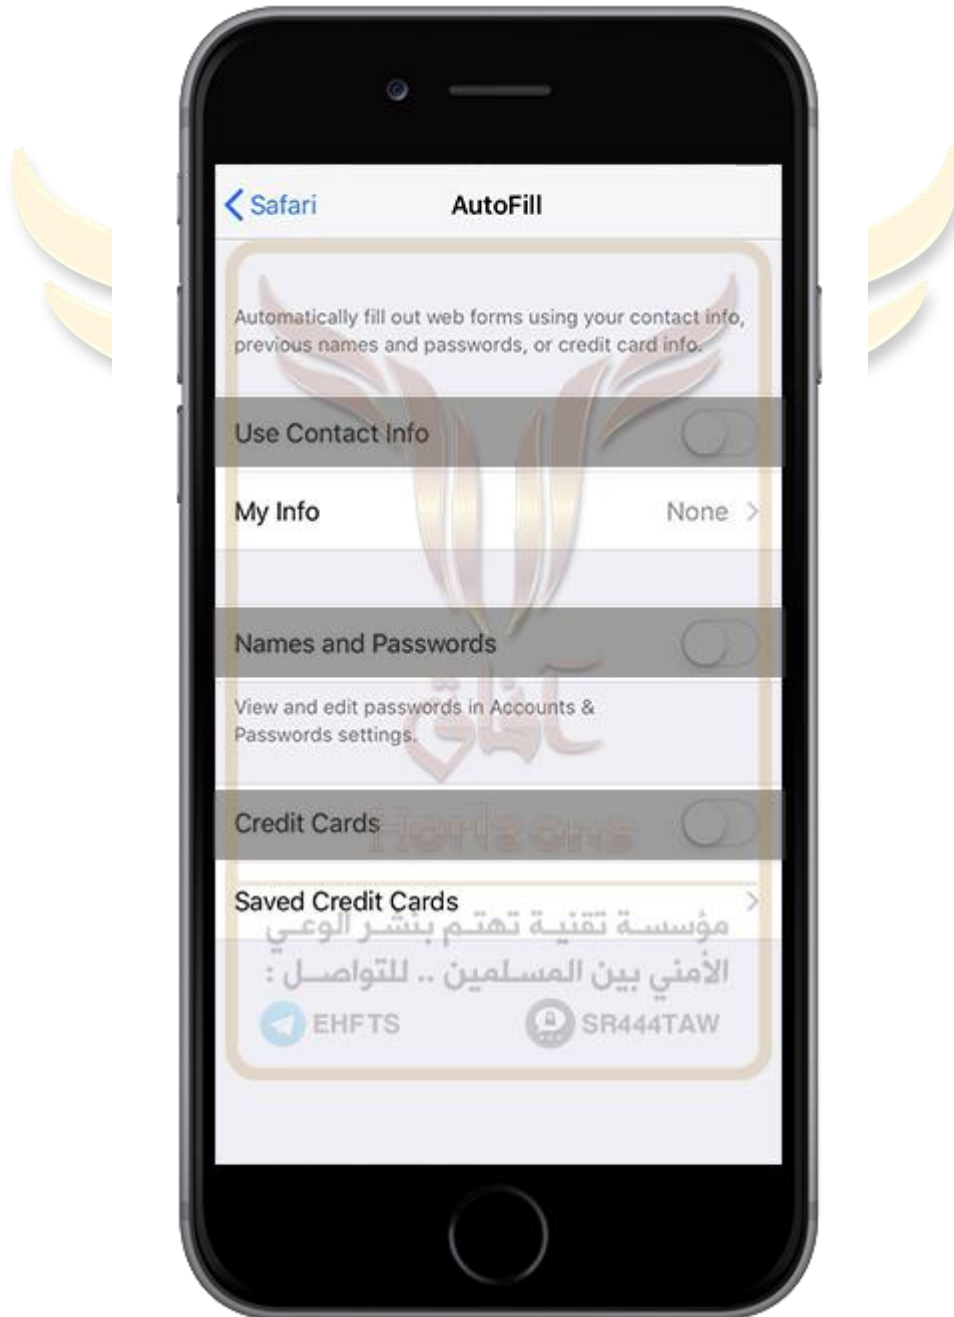 Safari
AutoFill
Automatically fill out web forms using your contact info,
previous names and passwords, or credit card info.
Use Contact Info
My Info None
Names and Passwords
View and edit passwords in Accounts &
Passwords settings.
آفاق
Credit Cards
Horizons
Saved Credit Cards
مؤسسة تقنية تهتم بنشر الوعي
الأمني بين المسلمين .. للتواصل :
EHFTS SR444TAW